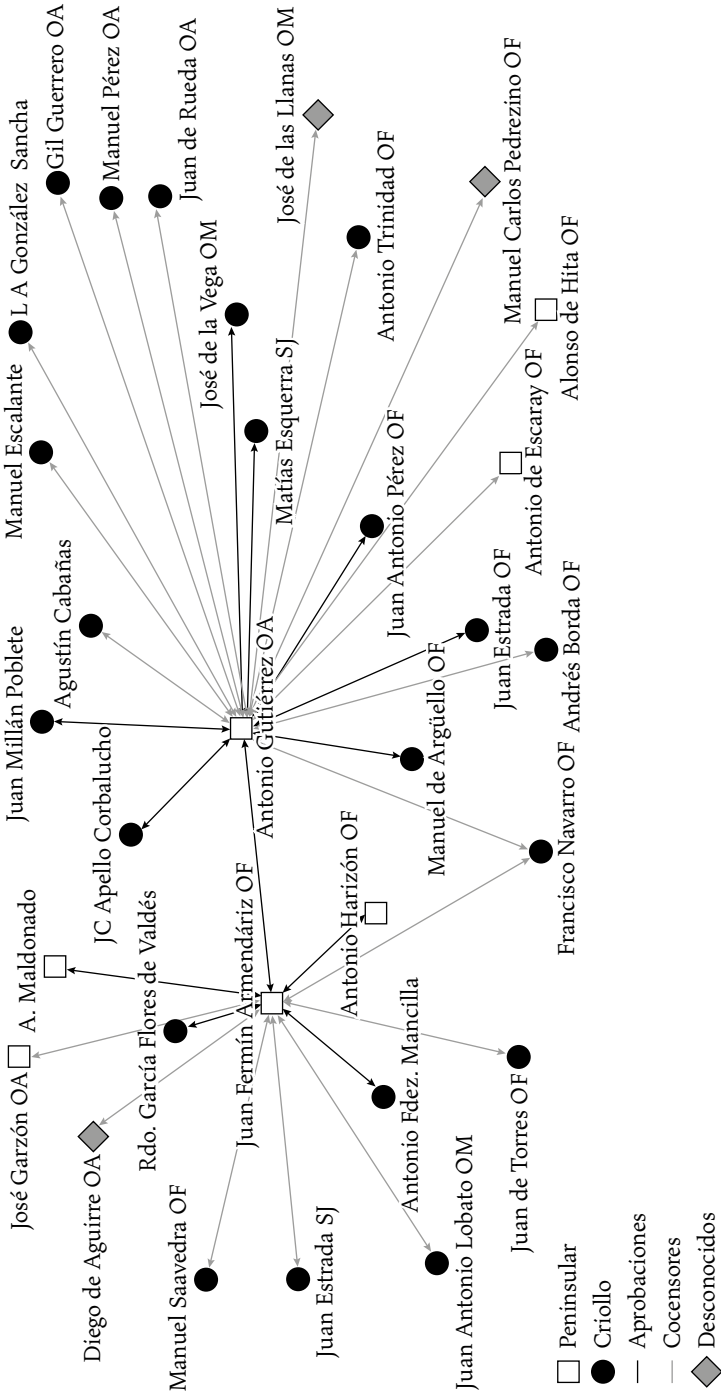 José Garzón OA
A. Maldonado
Diego de Aguirre OA
Rdo. García Flores de Valdés
JC Apello Corbalucho
Juan Millán Poblete
Agustín Cabañas
Manuel Escalante
L A González Sancha
Gil Guerrero OA
Manuel Pérez OA
Juan de Rueda OA
José de la Vega OM
José de las Llanas OM
Matías Esquerra SJ
Antonio Trinidad OF
Manuel Saavedra OF
Juan Fermín Armendáriz OF
Antonio Gutiérrez OA
Juan Estrada SJ
Antonio Harizón OF
Juan Antonio Pérez OF
Antonio Fdez. Mancilla
Manuel de Argüello OF
Juan Antonio Lobato OM
Juan de Torres OF
Juan Estrada OF
Antonio de Escaray OF
Manuel Carlos Pedrezino OF
Francisco Navarro OF
Andrés Borda OF
Alonso de Hita OF
Peninsular
Criollo
Aprobaciones
Cocensores
Desconocidos